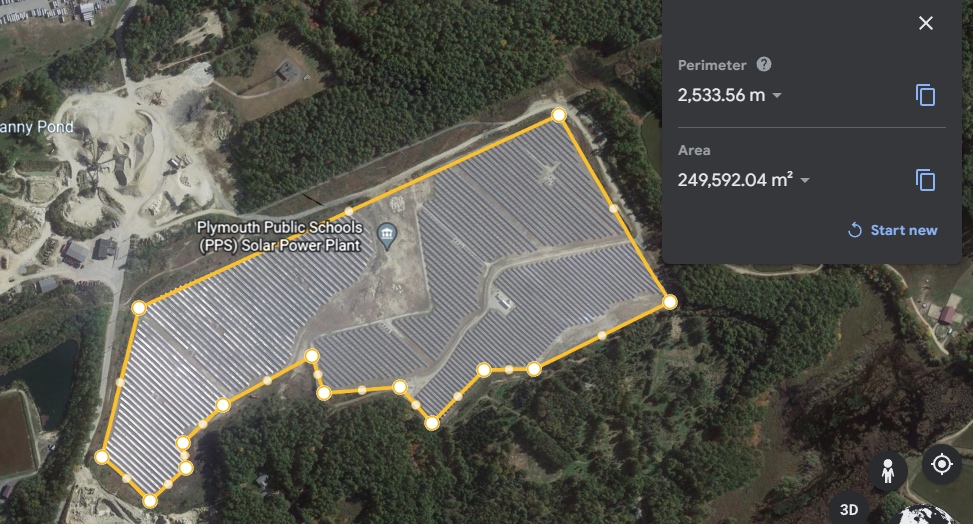 Perimeter
2,533.56 m
Area
249,592.04 m²
Start new
anny Pond
Plymouth Public Schools
(PPS) Solar Power Plant
3D